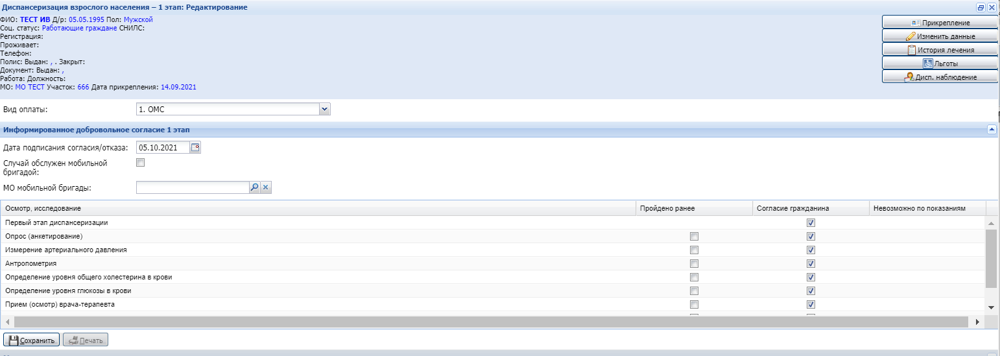 Диспансеризация взрослого населения – 1 этап: Редактирование
ФИО: ТЕСТ ИВ Д/р: 05.05.1995 Пол: Мужской
Соц. статус: Работающие граждане СНИЛС:
Регистрация:
Проживает:
Телефон:
Полис: Выдан: , . Закрыт:
Документ: Выдан: ,
Работа: Должность:
МО: МО ТЕСТ Участок: 666 Дата прикрепления: 14.09.2021
Прикрепление
Изменить данные
История лечения
Льготы
Дисп. наблюдение
Вид оплаты: 1. ОМС
Информированное добровольное согласие 1 этап
Дата подписания согласия/отказа: 05.10.2021
Случай обслужен мобильной
бригадой:
МО мобильной бригады:
Осмотр, исследование Пройдено ранее Согласие гражданина Невозможно по показаниям
Первый этап диспансеризации
Опрос (анкетирование)
Измерение артериального давления
Антропометрия
Определение уровня общего холестерина в крови
Определение уровня глюкозы в крови
Прием (осмотр) врача-терапевта
Сохранить Печать